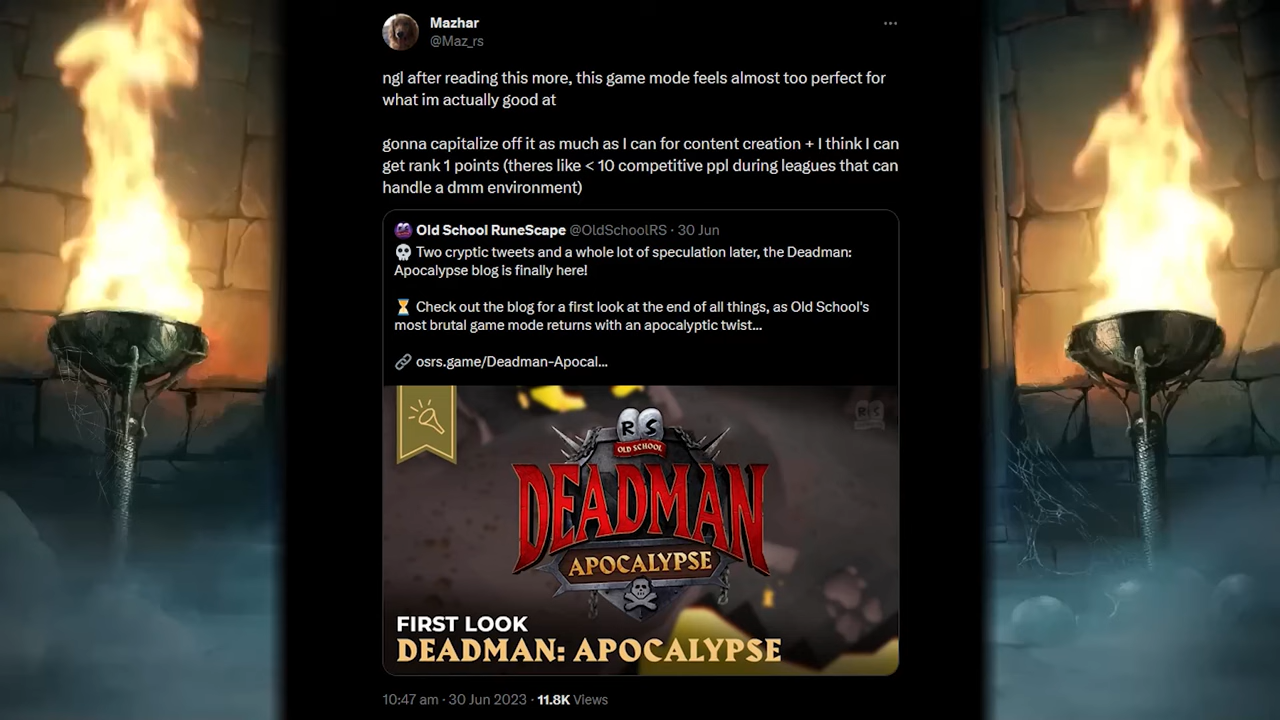 Mazhar
@Maz_rs
ngl after reading this more, this game mode feels almost too perfect for
what im actually good at
gonna capitalize off it as much as I can for content creation + I think I can
get rank 1 points (theres like < 10 competitive ppl during leagues that can
handle a dmm environment)
Old School RuneScape @OldSchoolRS · 30 Jun
💀 Two cryptic tweets and a whole lot of speculation later, the Deadman:
Apocalypse blog is finally here!
⏳ Check out the blog for a first look at the end of all things, as Old School's
most brutal game mode returns with an apocalyptic twist...
🔗 osrs.game/Deadman-Apocal...
RS
RS
OLD SCHOOL
DEADMAN
APOCALYPSE
FIRST LOOK
DEADMAN: APOCALYPSE
10:47 am · 30 Jun 2023 · 11.8K Views